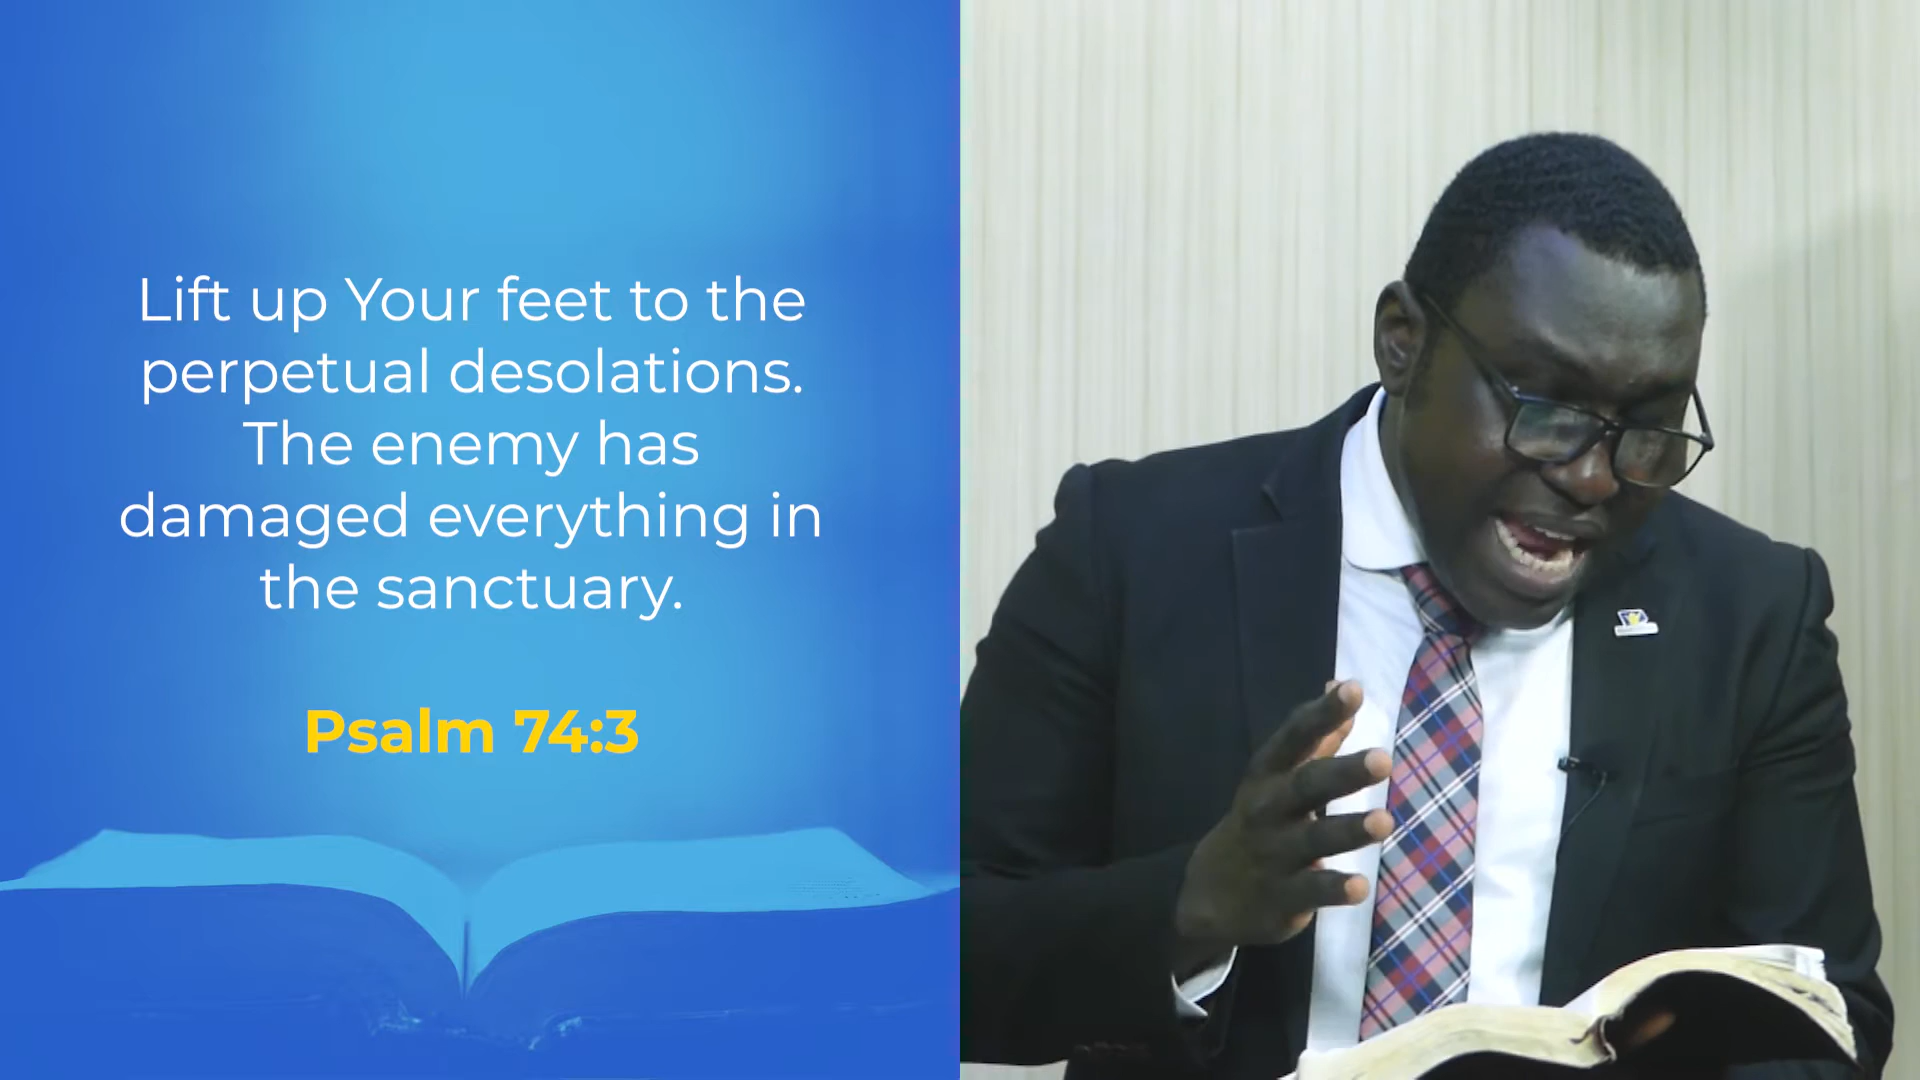 Lift up Your feet to the
perpetual desolations.
The enemy has
damaged everything in
the sanctuary.
Psalm 74:3